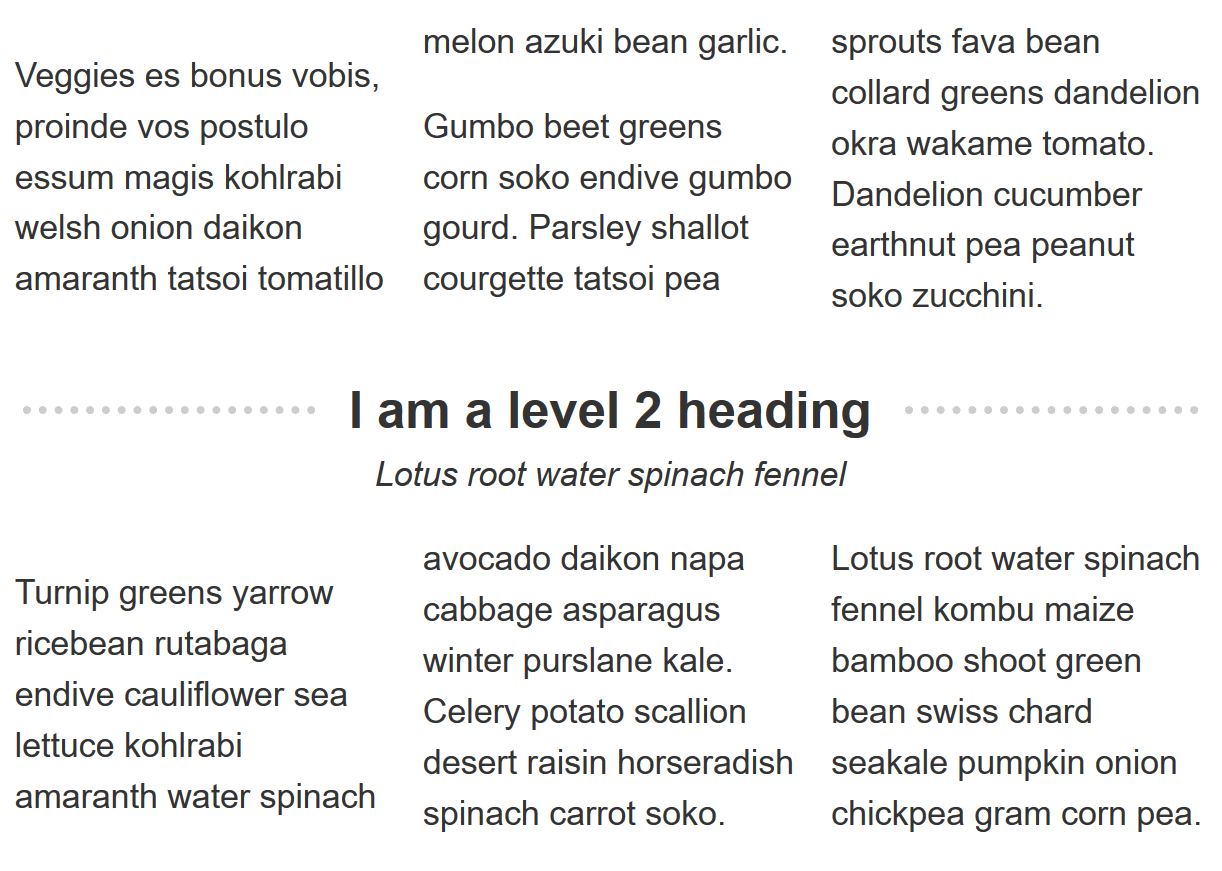 Veggies es bonus vobis,
proinde vos postulo
essum magis kohlrabi
welsh onion daikon
amaranth tatsoi tomatillo
melon azuki bean garlic.
Gumbo beet greens
corn soko endive gumbo
gourd. Parsley shallot
courgette tatsoi pea
sprouts fava bean
collard greens dandelion
okra wakame tomato.
Dandelion cucumber
earthnut pea peanut
soko zucchini.
I am a level 2 heading
Lotus root water spinach fennel
Turnip greens yarrow
ricebean rutabaga
endive cauliflower sea
lettuce kohlrabi
amaranth water spinach
avocado daikon napa
cabbage asparagus
winter purslane kale.
Celery potato scallion
desert raisin horseradish
spinach carrot soko.
Lotus root water spinach
fennel kombu maize
bamboo shoot green
bean swiss chard
seakale pumpkin onion
chickpea gram corn pea.